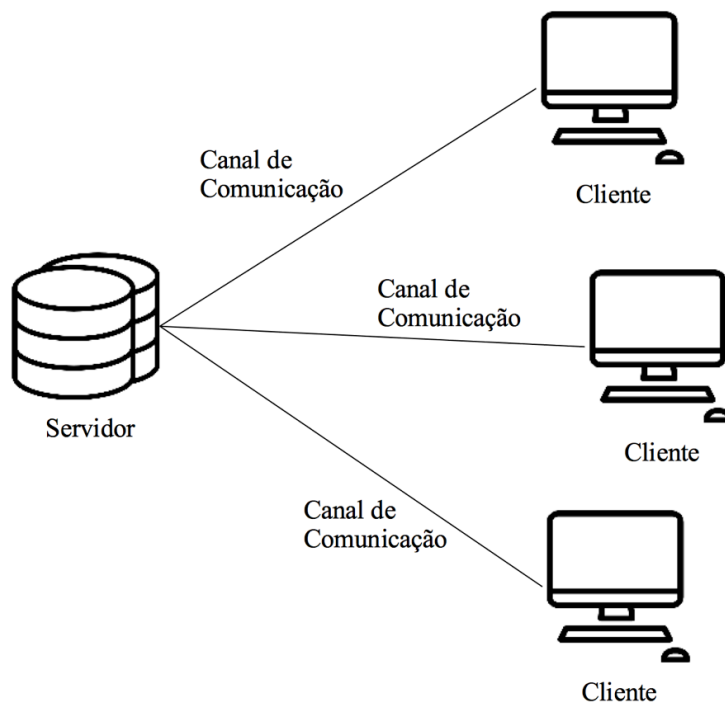 Canal de
Comunicação
Cliente
Canal de
Comunicação
Servidor
Cliente
Canal de
Comunicação
Cliente